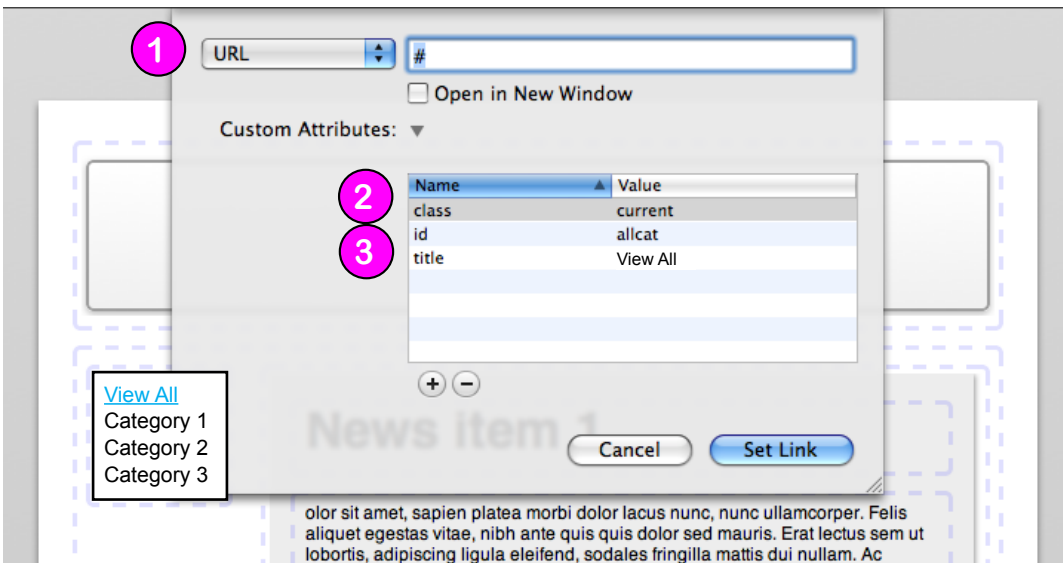 1
URL
#
Open in New Window
Custom Attributes:
Name Value
2
class current
id allcat
3
title View All
View All
Category 1
Category 2
Category 3
News item 1
Cancel Set Link
olor sit amet, sapien platea morbi dolor lacus nunc, nunc ullamcorper. Felis
aliquet egestas vitae, nibh ante quis quis dolor sed mauris. Erat lectus sem ut
lobortis, adipiscing ligula eleifend, sodales fringilla mattis dui nullam. Ac